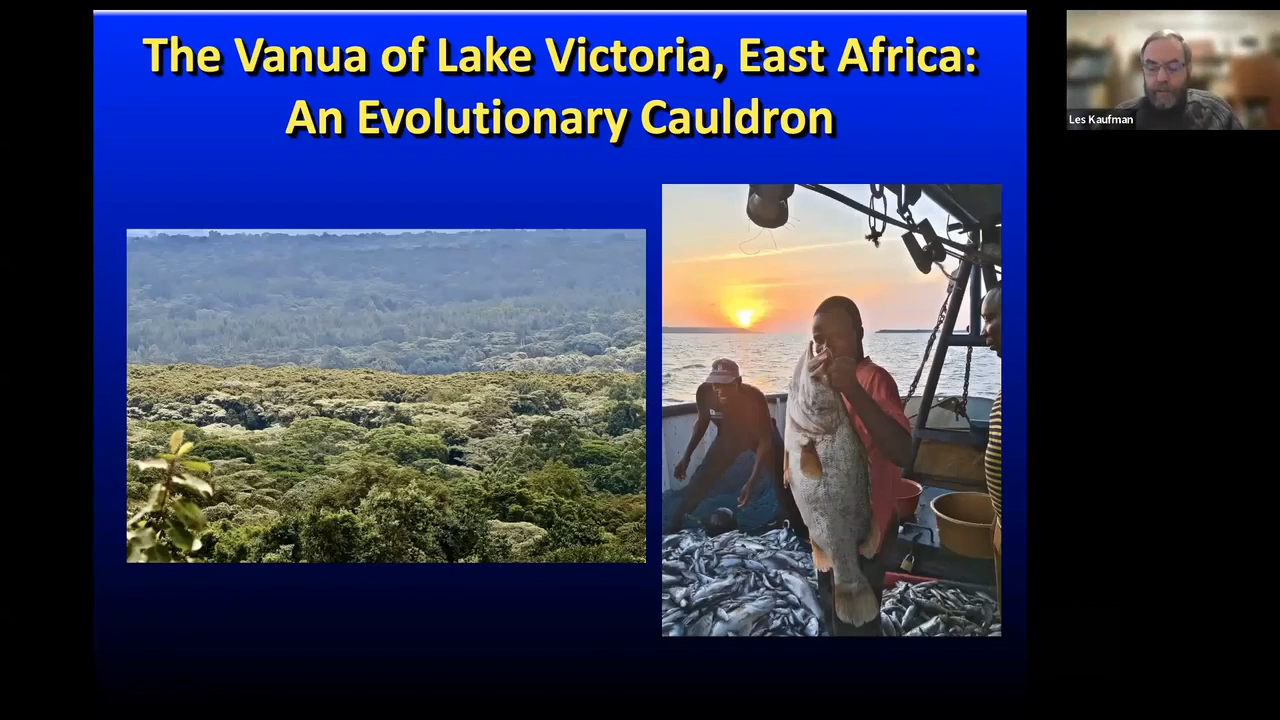 The Vanua of Lake Victoria, East Africa:
An Evolutionary Cauldron
Les Kaufman